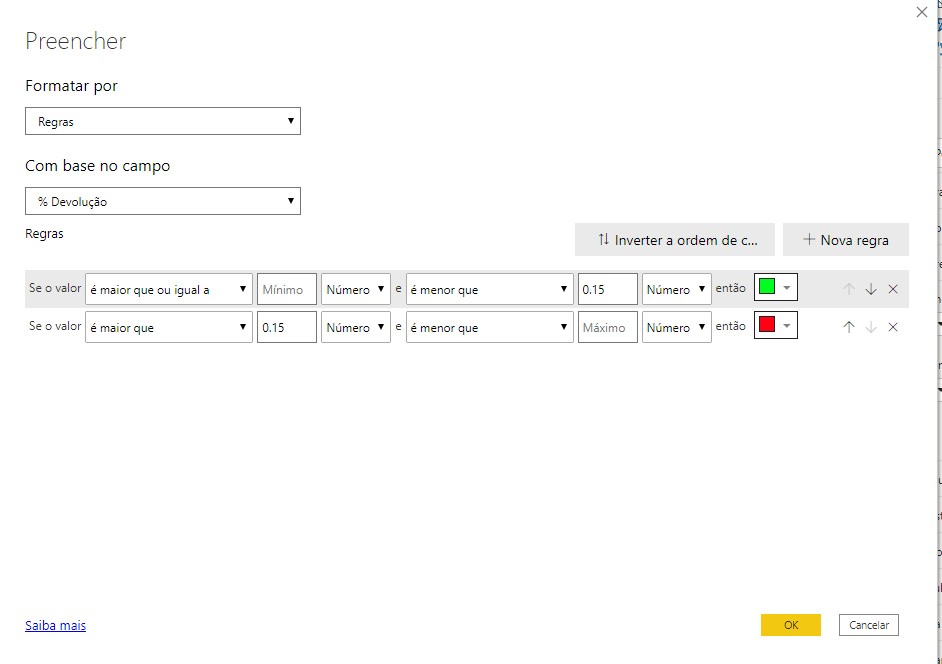 Preencher
Formatar por
Regras
Com base no campo
% Devolução
Regras
Inverter a ordem de c...
Nova regra
Se o valor é maior que ou igual a Mínimo Número e é menor que 0.15 Número então
Se o valor é maior que 0.15 Número e é menor que Máximo Número então
Saiba mais
OK
Cancelar